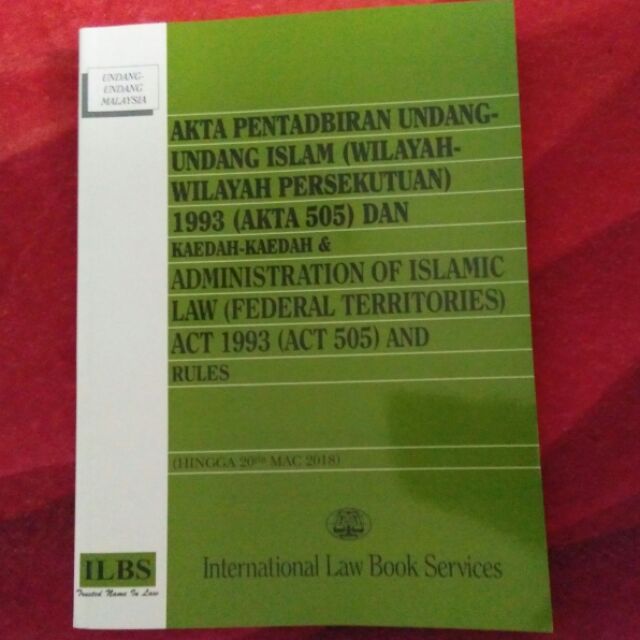 UNDANG-
UNDANG
MALAYSIA
AKTA PENTADBIRAN UNDANG-
UNDANG ISLAM (WILAYAH-
WILAYAH PERSEKUTUAN)
1993 (AKTA 505) DAN
KAEDAH-KAEDAH &
ADMINISTRATION OF ISLAMIC
LAW (FEDERAL TERRITORIES)
ACT 1993 (ACT 505) AND
RULES
(HINGGA 20HB MAC 2018)
ILBS
Trusted Name In Law
International Law Book Services